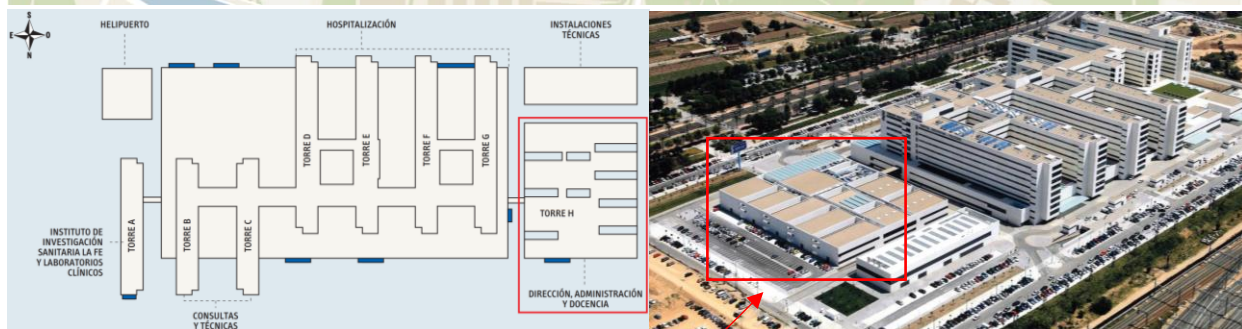 S
E
O
N
HELIPUERTO
HOSPITALIZACIÓN
INSTALACIONES
TÉCNICAS
TORRE D
TORRE E
TORRE F
TORRE G
TORRE A
TORRE B
TORRE C
TORRE H
INSTITUTO DE
INVESTIGACIÓN
SANITARIA LA FE
Y LABORATORIOS
CLÍNICOS
CONSULTAS
Y TÉCNICAS
DIRECCIÓN, ADMINISTRACIÓN
Y DOCENCIA